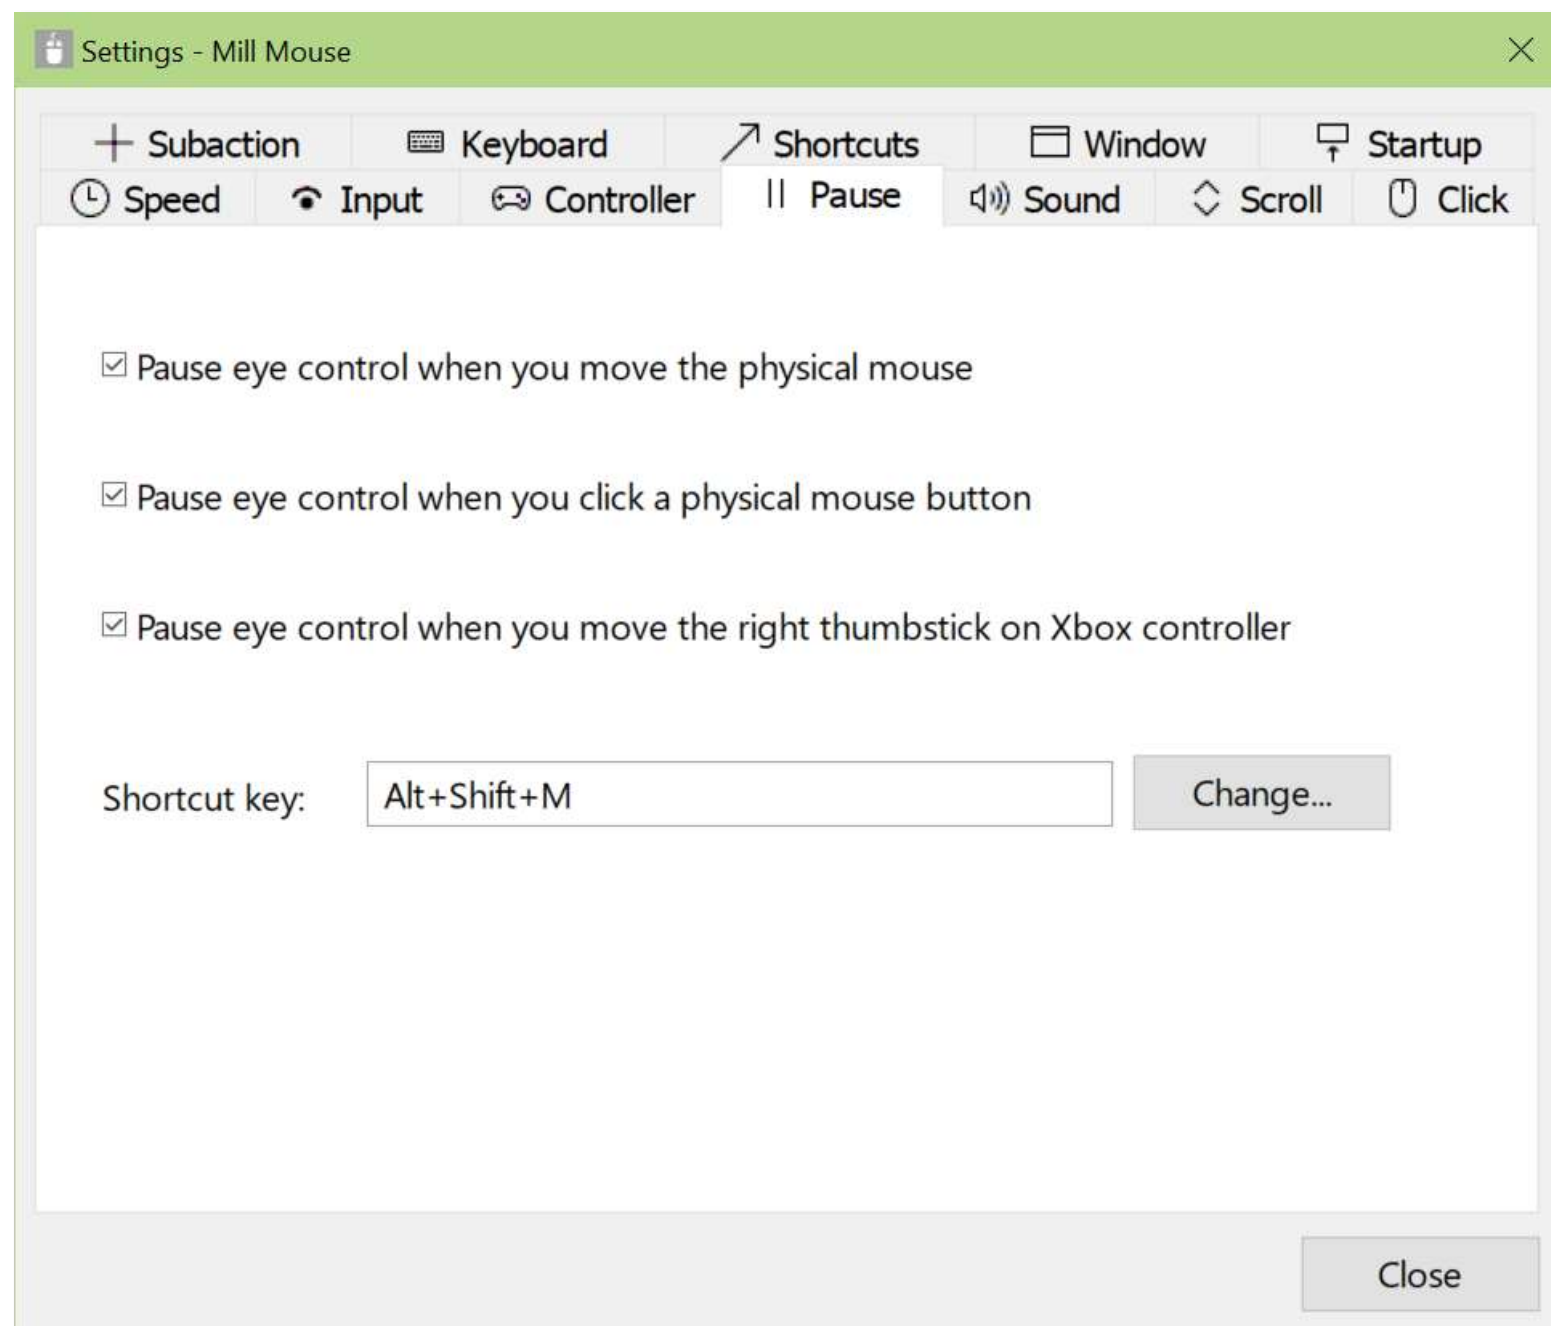 Settings - Mill Mouse
Subaction Keyboard Shortcuts Window Startup
Speed Input Controller Pause Sound Scroll Click
Pause eye control when you move the physical mouse
Pause eye control when you click a physical mouse button
Pause eye control when you move the right thumbstick on Xbox controller
Shortcut key: Alt+Shift+M Change...
Close